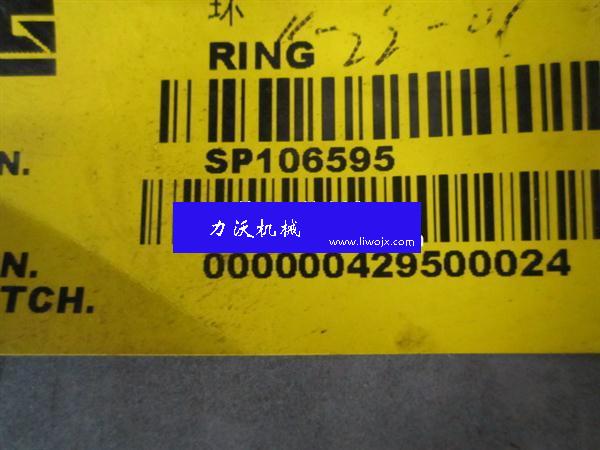 环
RING
N.
SP106595
力沃机械
www.liwojx.com
N.
000000429500024
TCH.